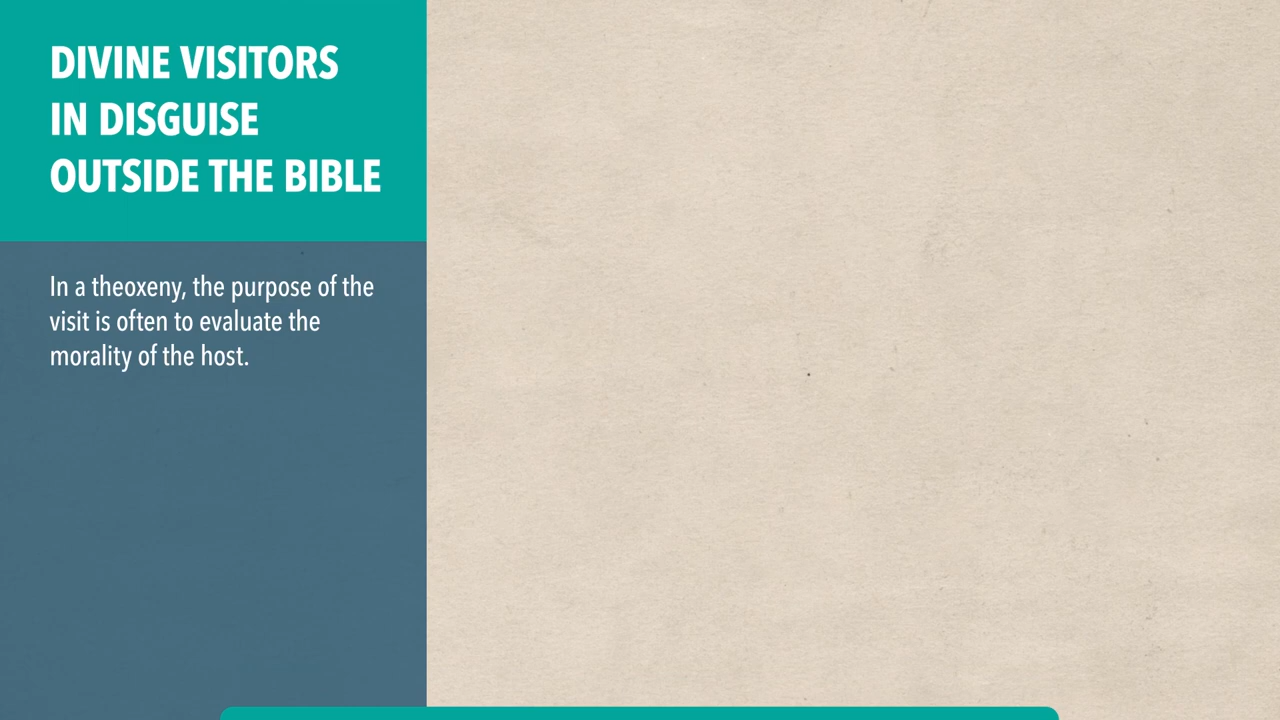 DIVINE VISITORS
IN DISGUISE
OUTSIDE THE BIBLE
In a theoxeny, the purpose of the
visit is often to evaluate the
morality of the host.